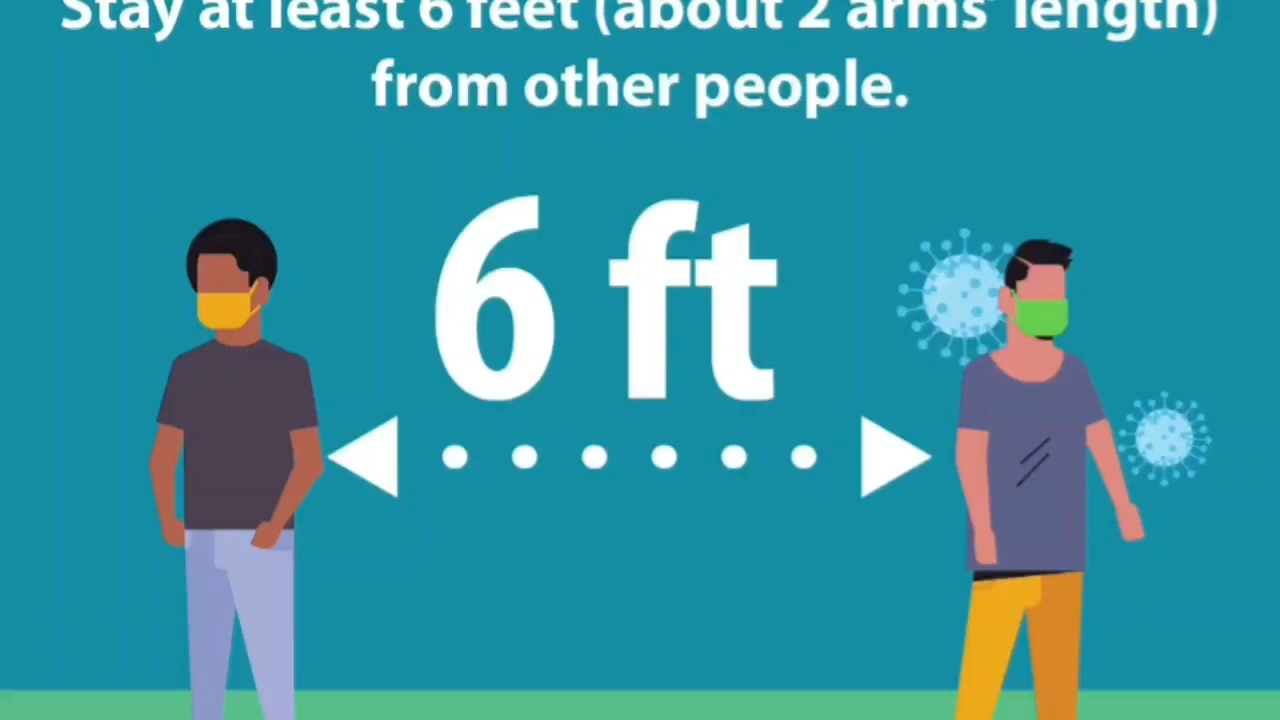 Stay at least 6 feet (about 2 arms' length)
from other people.
6 ft